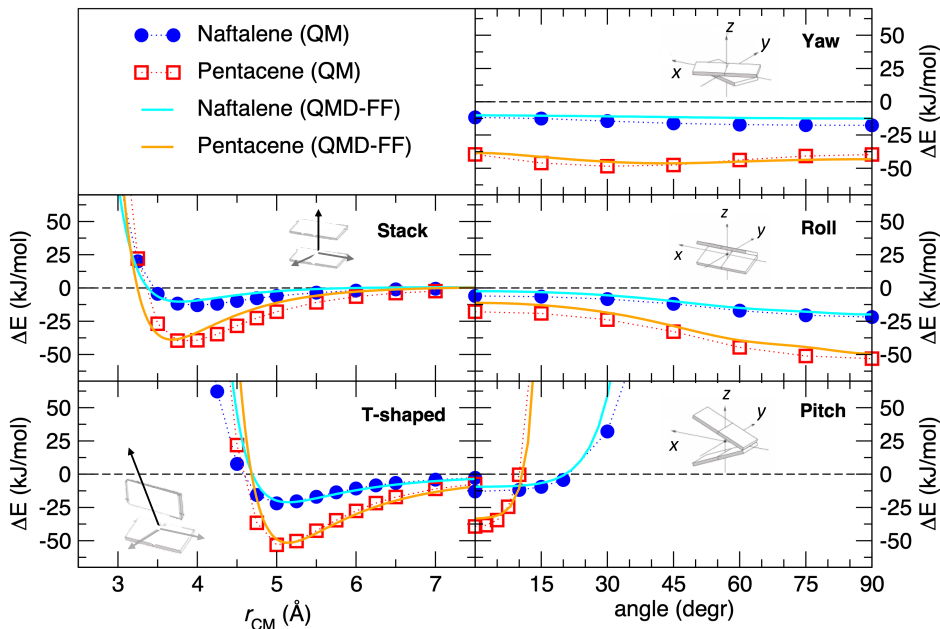 Naftalene (QM)
Pentacene (QM)
Naftalene (QMD-FF)
Pentacene (QMD-FF)
Yaw
z
y
x
50
25
0
-25
-50
ΔE (kJ/mol)
Stack
50
25
0
-25
-50
ΔE (kJ/mol)
Roll
z
y
x
50
25
0
-25
-50
ΔE (kJ/mol)
T-shaped
50
25
0
-25
-50
ΔE (kJ/mol)
3 4 5 6 7
r_CM (Å)
Pitch
z
y
x
50
25
0
-25
-50
ΔE (kJ/mol)
15 30 45 60 75 90
angle (degr)